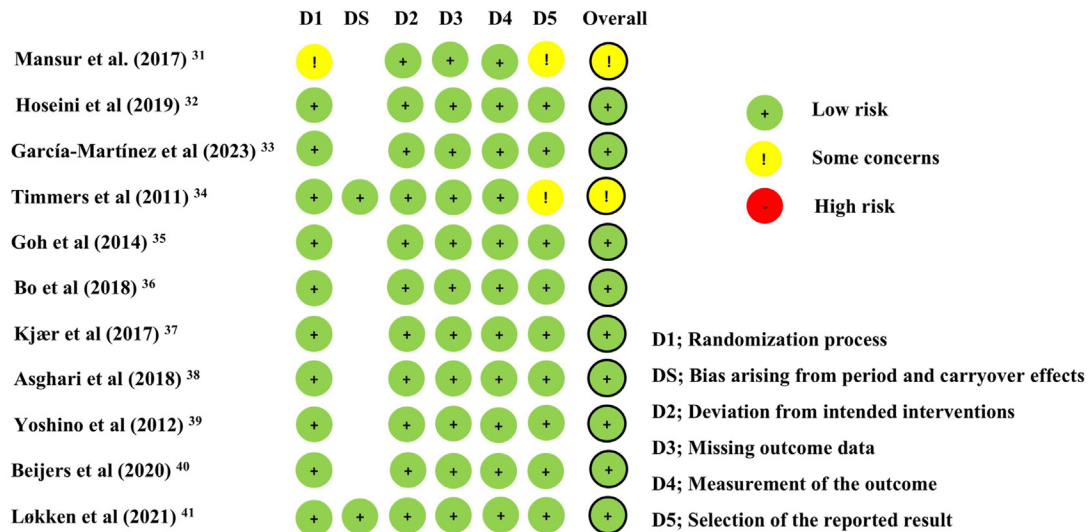 D1 DS D2 D3 D4 D5 Overall
Mansur et al. (2017) 31 ! + + + ! !
Hoseini et al (2019) 32 + + + + + +
García-Martínez et al (2023) 33 + + + + + +
Timmers et al (2011) 34 + + + + + ! !
Goh et al (2014) 35 + + + + + +
Bo et al (2018) 36 + + + + + +
Kjær et al (2017) 37 + + + + + +
Asghari et al (2018) 38 + + + + + +
Yoshino et al (2012) 39 + + + + + +
Beijers et al (2020) 40 + + + + + +
Løkken et al (2021) 41 + + + + + + +
+ Low risk
! Some concerns
- High risk
D1; Randomization process
DS; Bias arising from period and carryover effects
D2; Deviation from intended interventions
D3; Missing outcome data
D4; Measurement of the outcome
D5; Selection of the reported result